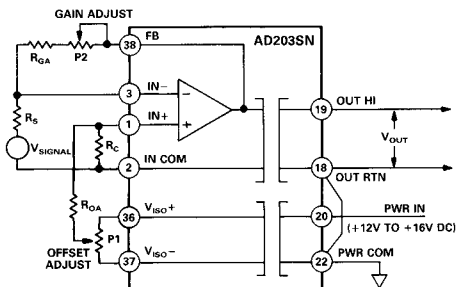 GAIN ADJUST
AD203SN
38 FB
R_GA P2
3 IN−
−
19 OUT HI
R_S
1 IN+
+
V_SIGNAL
R_C
V_OUT
2 IN COM
18 OUT RTN
R_OA
36 V_ISO+
20 PWR IN
(+12V TO +16V DC)
P1
37 V_ISO−
22 PWR COM
OFFSET
ADJUST